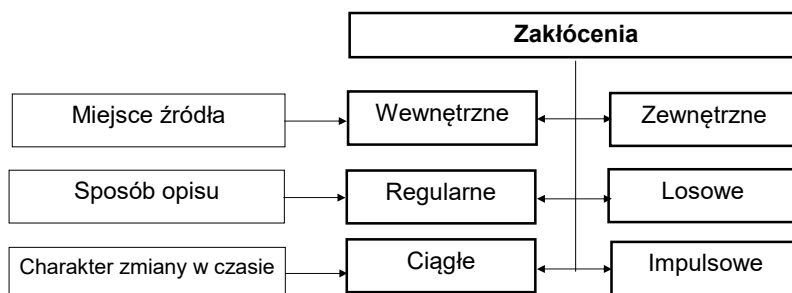 Zakłócenia
Miejsce źródła
Wewnętrzne
Zewnętrzne
Sposób opisu
Regularne
Losowe
Charakter zmiany w czasie
Ciągłe
Impulsowe